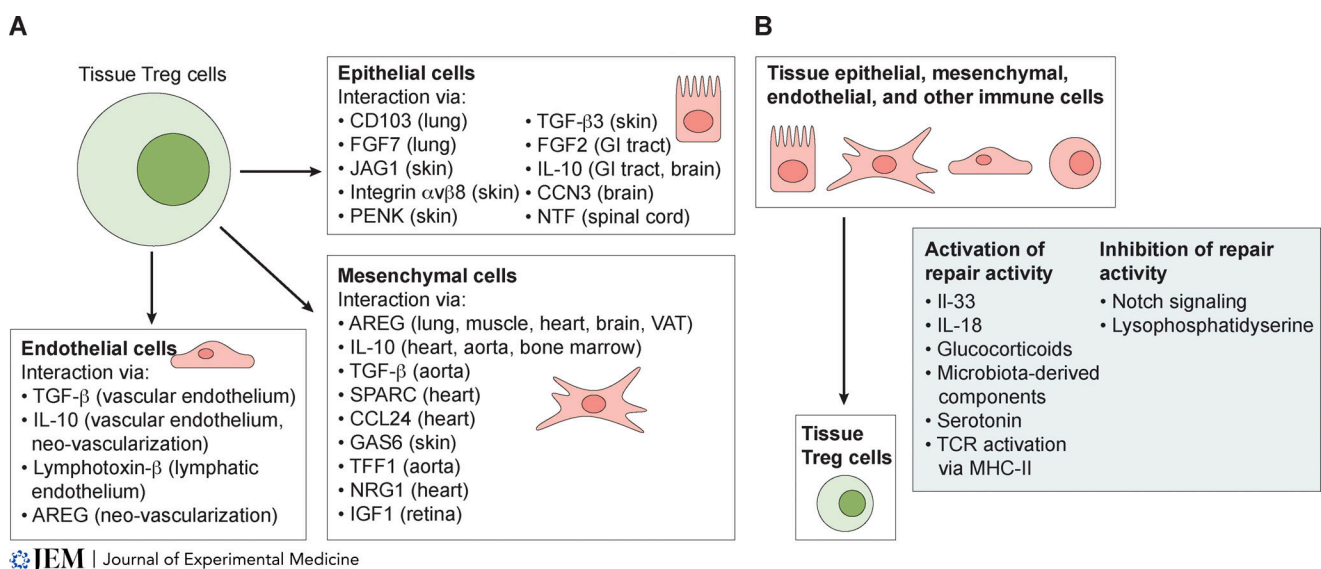 A
Tissue Treg cells
Epithelial cells
Interaction via:
• CD103 (lung)
• FGF7 (lung)
• JAG1 (skin)
• Integrin αvβ8 (skin)
• PENK (skin)
• TGF-β3 (skin)
• FGF2 (GI tract)
• IL-10 (GI tract, brain)
• CCN3 (brain)
• NTF (spinal cord)
Mesenchymal cells
Interaction via:
• AREG (lung, muscle, heart, brain, VAT)
• IL-10 (heart, aorta, bone marrow)
• TGF-β (aorta)
• SPARC (heart)
• CCL24 (heart)
• GAS6 (skin)
• TFF1 (aorta)
• NRG1 (heart)
• IGF1 (retina)
Endothelial cells
Interaction via:
• TGF-β (vascular endothelium)
• IL-10 (vascular endothelium,
neo-vascularization)
• Lymphotoxin-β (lymphatic
endothelium)
• AREG (neo-vascularization)
B
Tissue epithelial, mesenchymal,
endothelial, and other immune cells
Activation of
repair activity
• Il-33
• IL-18
• Glucocorticoids
• Microbiota-derived
components
• Serotonin
• TCR activation
via MHC-II
Inhibition of repair
activity
• Notch signaling
• Lysophosphatidyserine
Tissue
Treg cells
JEM | Journal of Experimental Medicine